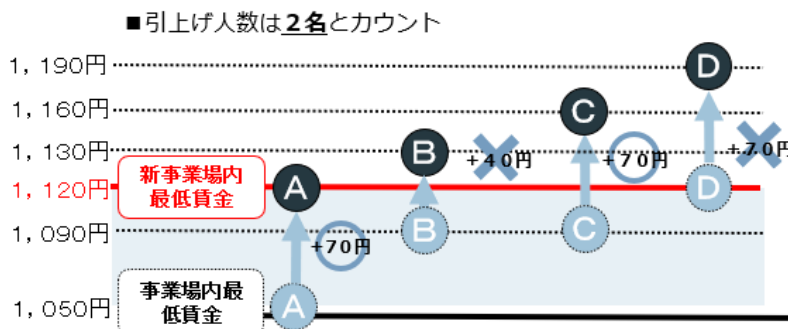 ■引上げ人数は２名とカウント
1，190円
D
1，160円
C
1，130円
B
+40円
+70円
+70円
新事業場内
最低賃金
1，120円
A
D
1，090円
B
C
+70円
事業場内最
低賃金
1，050円
A